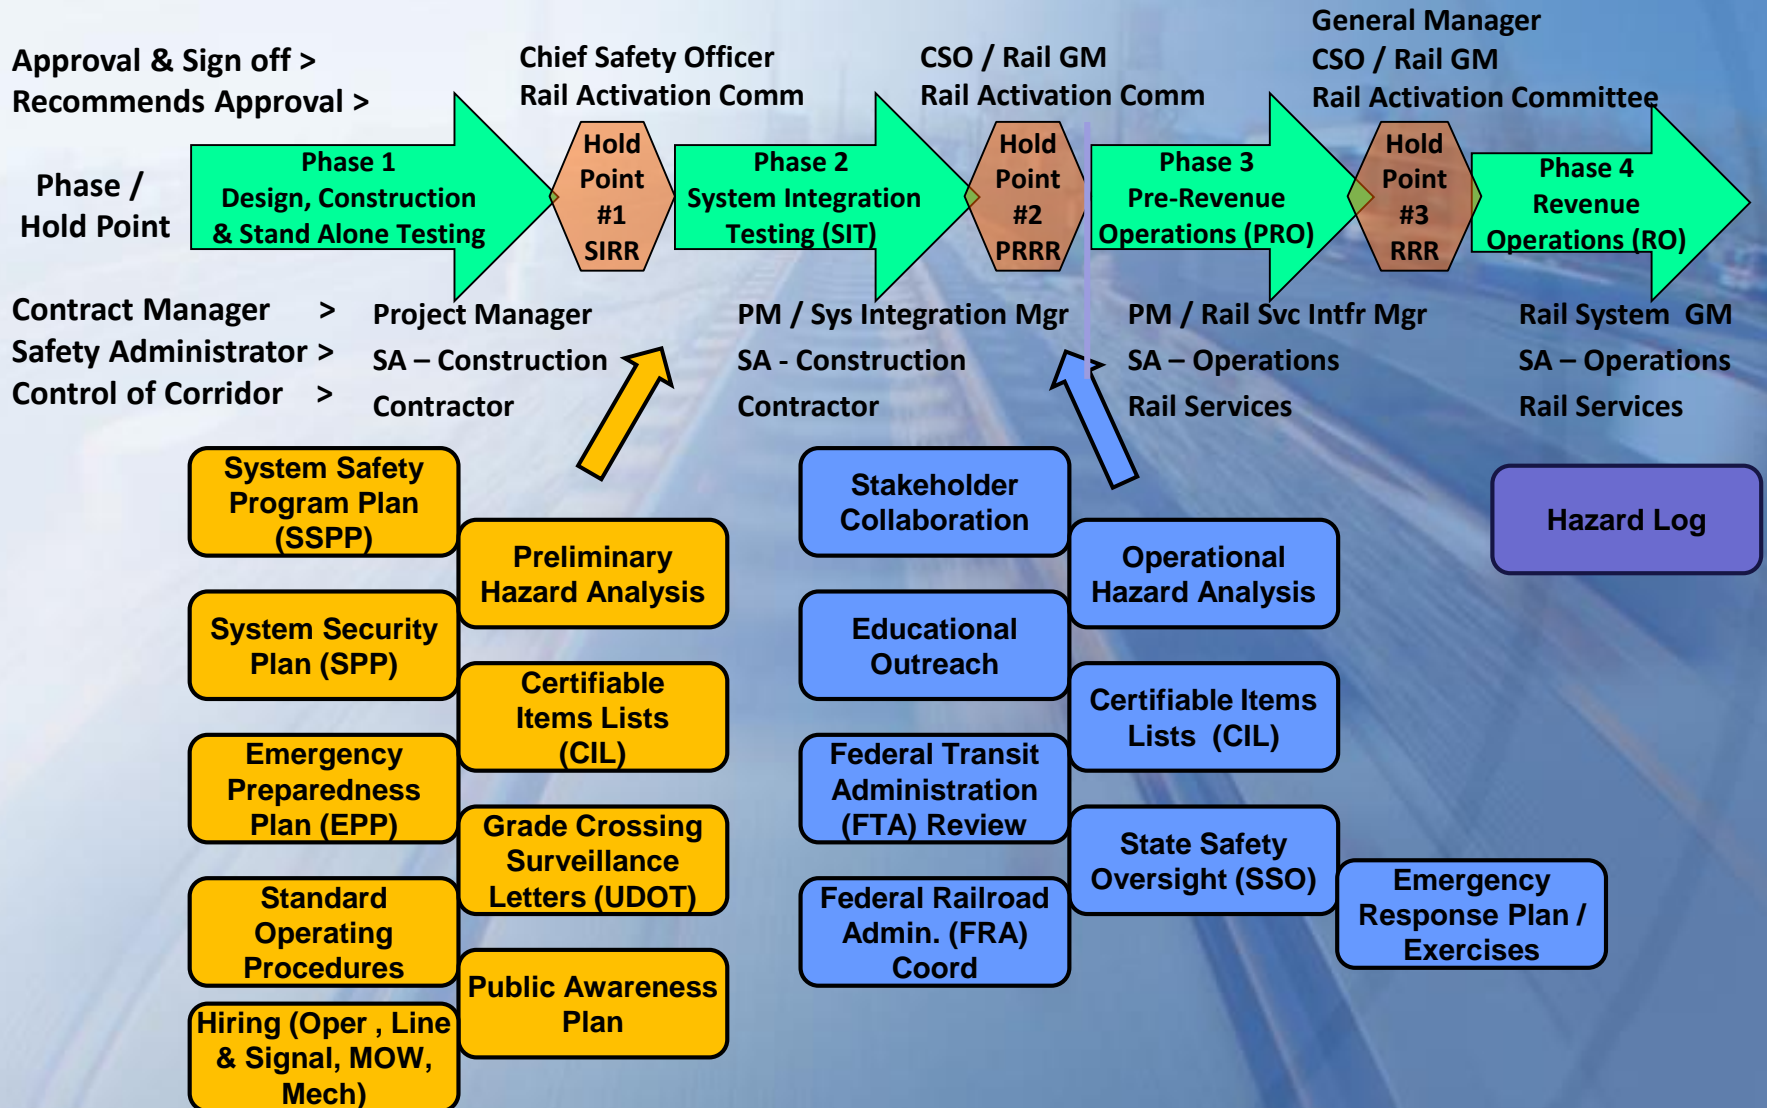 Approval & Sign off >
Recommends Approval >
Chief Safety Officer
Rail Activation Comm
CSO / Rail GM
Rail Activation Comm
General Manager
CSO / Rail GM
Rail Activation Committee
Phase /
Hold Point
Phase 1
Design, Construction
& Stand Alone Testing
Hold
Point
#1
SIRR
Phase 2
System Integration
Testing (SIT)
Hold
Point
#2
PRRR
Phase 3
Pre-Revenue
Operations (PRO)
Hold
Point
#3
RRR
Phase 4
Revenue
Operations (RO)
Contract Manager >
Safety Administrator >
Control of Corridor >
Project Manager
SA – Construction
Contractor
PM / Sys Integration Mgr
SA - Construction
Contractor
PM / Rail Svc Intfr Mgr
SA – Operations
Rail Services
Rail System GM
SA – Operations
Rail Services
System Safety
Program Plan
(SSPP)
System Security
Plan (SPP)
Emergency
Preparedness
Plan (EPP)
Standard
Operating
Procedures
Hiring (Oper , Line
& Signal, MOW,
Mech)
Preliminary
Hazard Analysis
Certifiable
Items Lists
(CIL)
Grade Crossing
Surveillance
Letters (UDOT)
Public Awareness
Plan
Stakeholder
Collaboration
Educational
Outreach
Federal Transit
Administration
(FTA) Review
Federal Railroad
Admin. (FRA)
Coord
Operational
Hazard Analysis
Certifiable Items
Lists (CIL)
State Safety
Oversight (SSO)
Emergency
Response Plan /
Exercises
Hazard Log